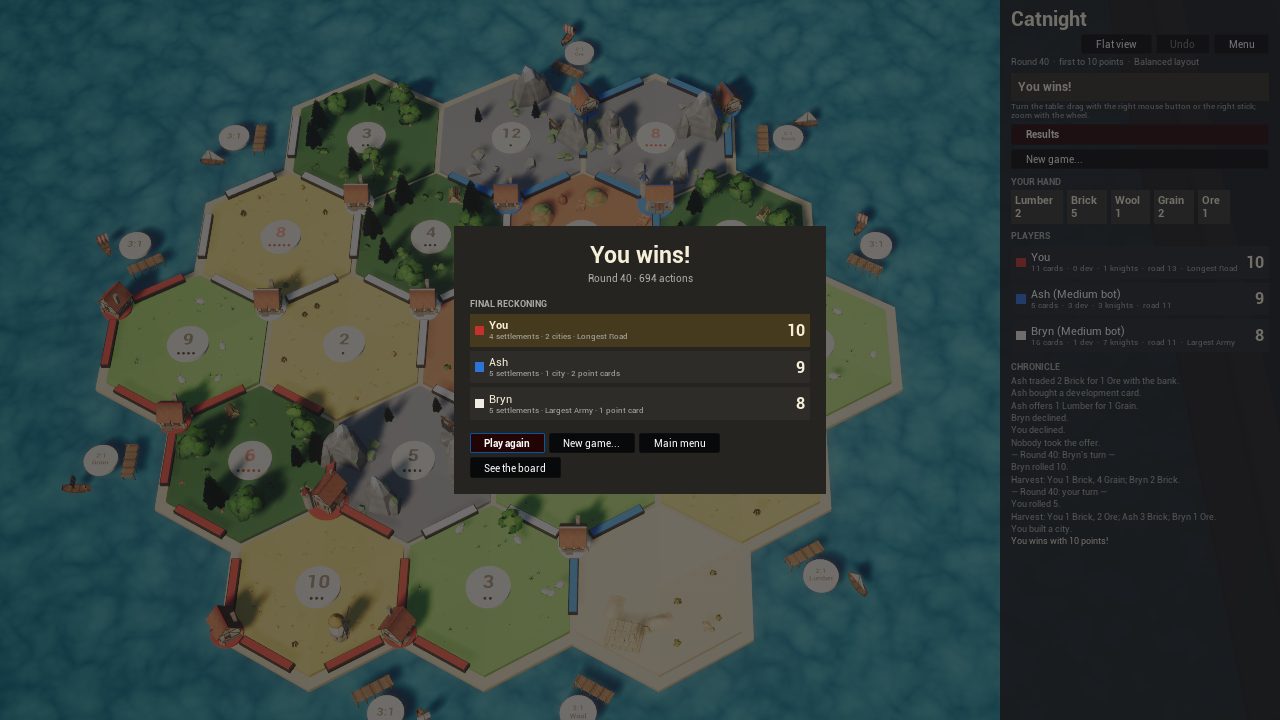 Catnight
Flat view
Undo
Menu
Round 40 · first to 10 points · Balanced layout
You wins!
Turn the table: drag with the right mouse button or the right stick;
zoom with the wheel.
Results
New game...
YOUR HAND
Lumber Brick Wool Grain Ore
2 5 1 2 1
PLAYERS
You
11 cards · 0 dev · 1 knights · road 13 · Longest Road
10
Ash (Medium bot)
5 cards · 3 dev · 3 knights · road 11
9
Bryn (Medium bot)
16 cards · 1 dev · 7 knights · road 11 · Largest Army
8
CHRONICLE
Ash traded 2 Brick for 1 Ore with the bank.
Ash bought a development card.
Ash offers 1 Lumber for 1 Grain.
Bryn declined.
You declined.
Nobody took the offer.
— Round 40: Bryn's turn —
Bryn rolled 10.
Harvest: You 1 Brick, 4 Grain; Bryn 2 Brick.
— Round 40: your turn —
You rolled 5.
Harvest: You 1 Brick, 2 Ore; Ash 3 Brick; Bryn 1 Ore.
You built a city.
You wins with 10 points!
You wins!
Round 40 · 694 actions
FINAL RECKONING
You
4 settlements · 2 cities · Longest Road
10
Ash
5 settlements · 1 city · 2 point cards
9
Bryn
5 settlements · Largest Army · 1 point card
8
Play again
New game...
Main menu
See the board
3:1
3
12
8
3:1
8
4
3:1
9
2
6
5
10
3
2:1
Lumber
3:1
2:1
Wool